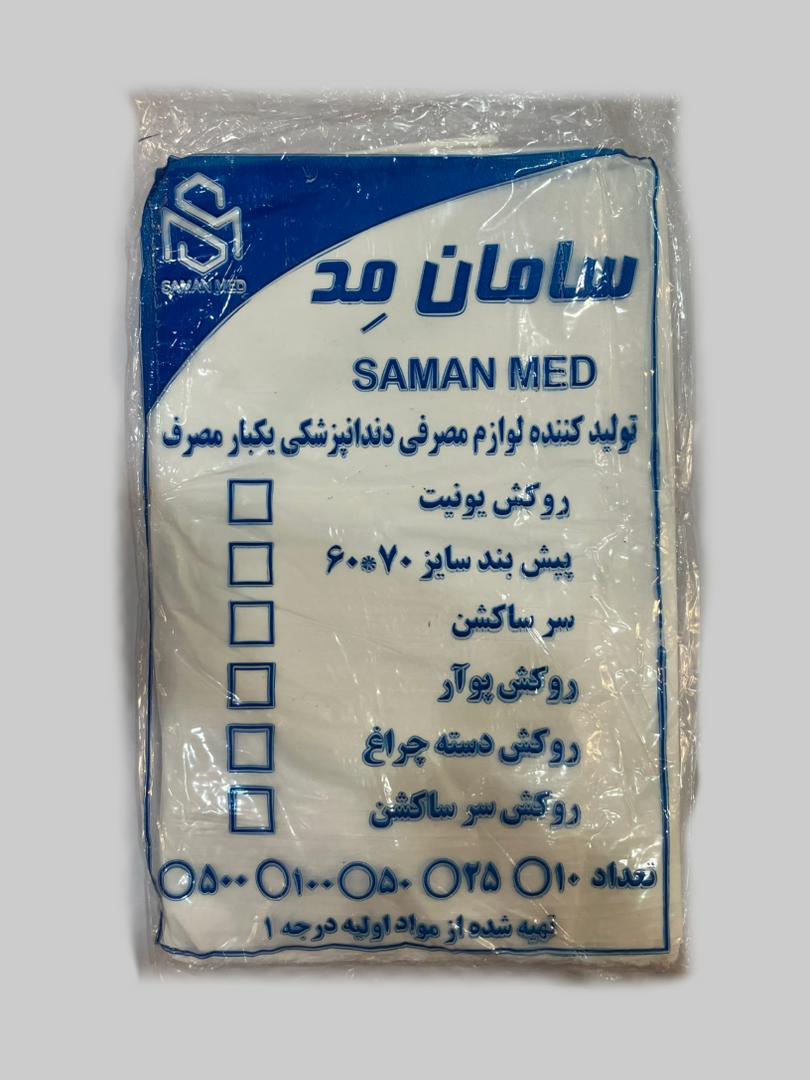 SAMAN MED
سامان مِد
SAMAN MED
تولید کننده لوازم مصرفی دندانپزشکی یکبار مصرف
روکش یونیت
پیش بند سایز ۷۰*۶۰
سر ساکشن
روکش پوآر
روکش دسته چراغ
روکش سر ساکشن
تعداد ۱۰ ۲۵ ۵۰ ۱۰۰ ۵۰۰
تهیه شده از مواد اولیه درجه ۱